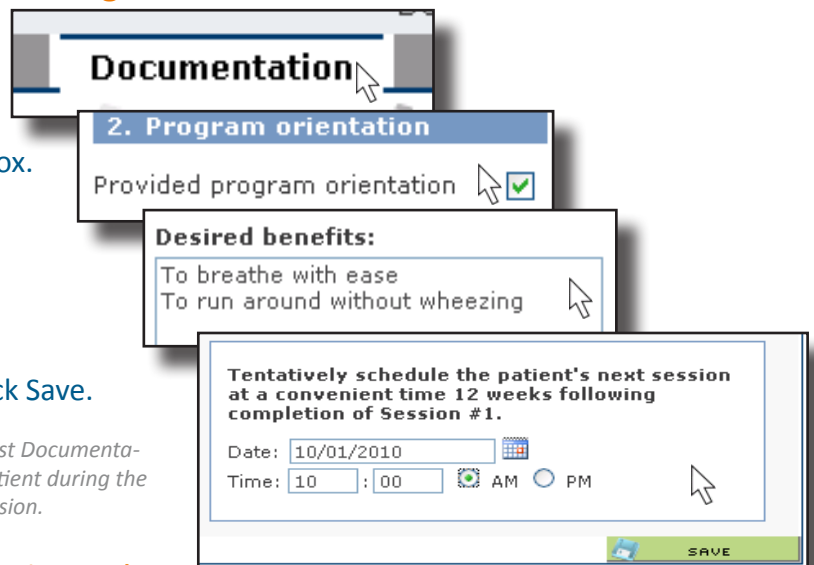 Documentation
2. Program orientation
ox.
Provided program orientation
Desired benefits:
To breathe with ease
To run around without wheezing
ck Save.
Tentatively schedule the patient's next session
at a convenient time 12 weeks following
completion of Session #1.
st Documenta-
tient during the
sion.
Date: 10/01/2010
Time: 10 : 00 AM PM
SAVE